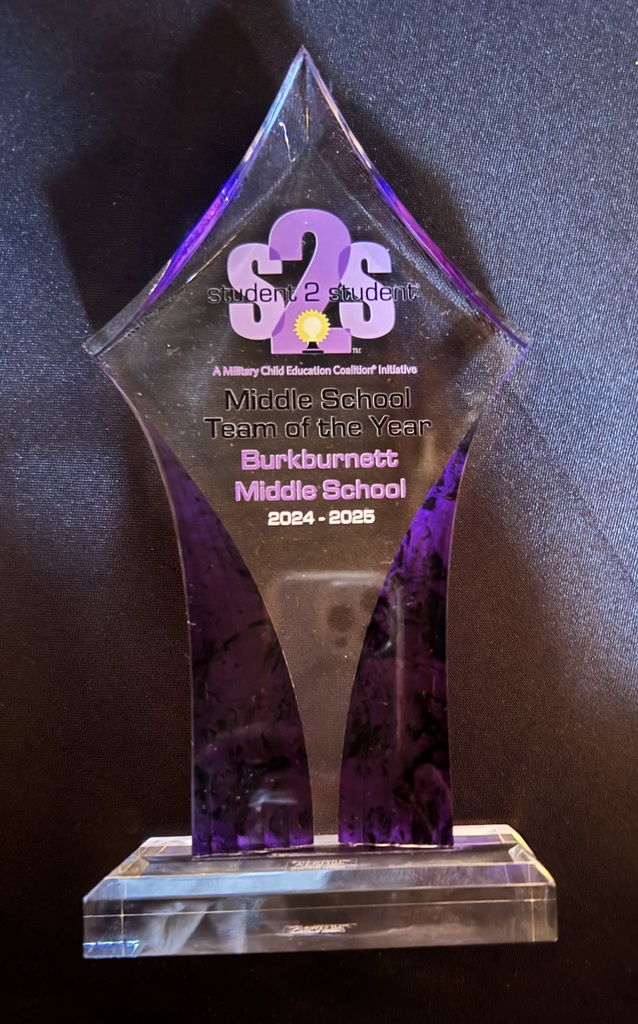 S2S
student 2 student
TM
A Military Child Education Coalition® Initiative
Middle School
Team of the Year
Burkburnett
Middle School
2024 - 2025